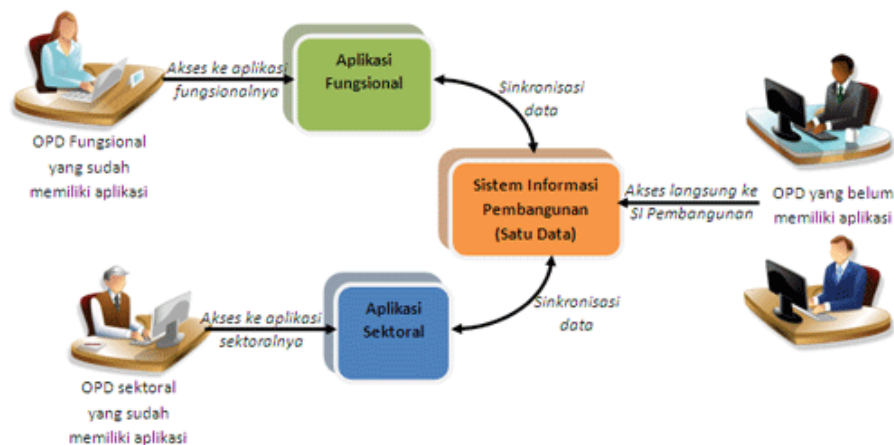 Akses ke aplikasi
fungsionalnya
Aplikasi
Fungsional
Sinkronisasi
data
OPD Fungsional
yang sudah
memiliki aplikasi
Sistem Informasi
Pembangunan
(Satu Data)
Akses langsung ke
SI Pembangunan
OPD yang belum
memiliki aplikasi
Akses ke aplikasi
sektoralnya
Aplikasi
Sektoral
Sinkronisasi
data
OPD sektoral
yang sudah
memiliki aplikasi